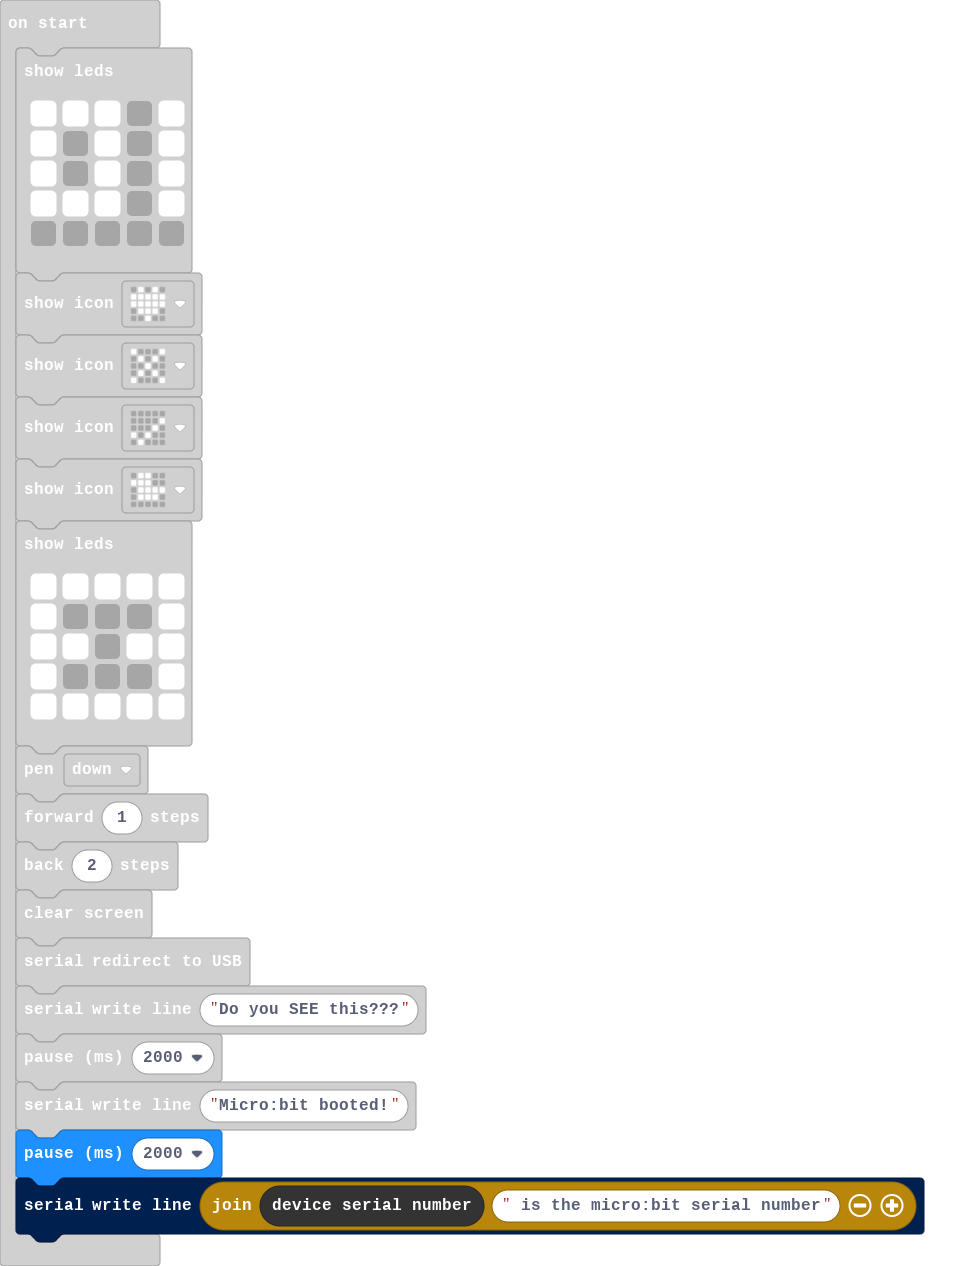 on start
show leds
show icon
show icon
show icon
show icon
show leds
pen down
forward 1 steps
back 2 steps
clear screen
serial redirect to USB
serial write line "Do you SEE this???"
pause (ms) 2000
serial write line "Micro:bit booted!"
pause (ms) 2000
serial write line join device serial number " is the micro:bit serial number"